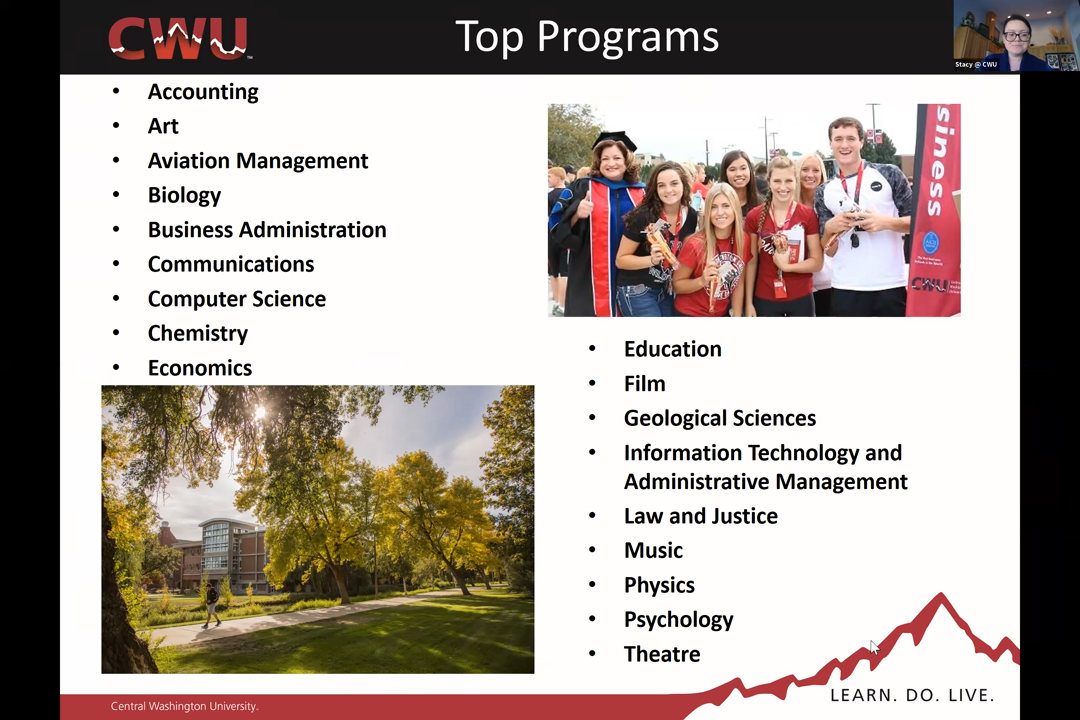 CWU
Top Programs
Stacy @ CWU
• Accounting
• Art
• Aviation Management
• Biology
• Business Administration
• Communications
• Computer Science
• Chemistry
• Economics
siness
CWU
• Education
• Film
• Geological Sciences
• Information Technology and
Administrative Management
• Law and Justice
• Music
• Physics
• Psychology
• Theatre
LEARN. DO. LIVE.
Central Washington University.